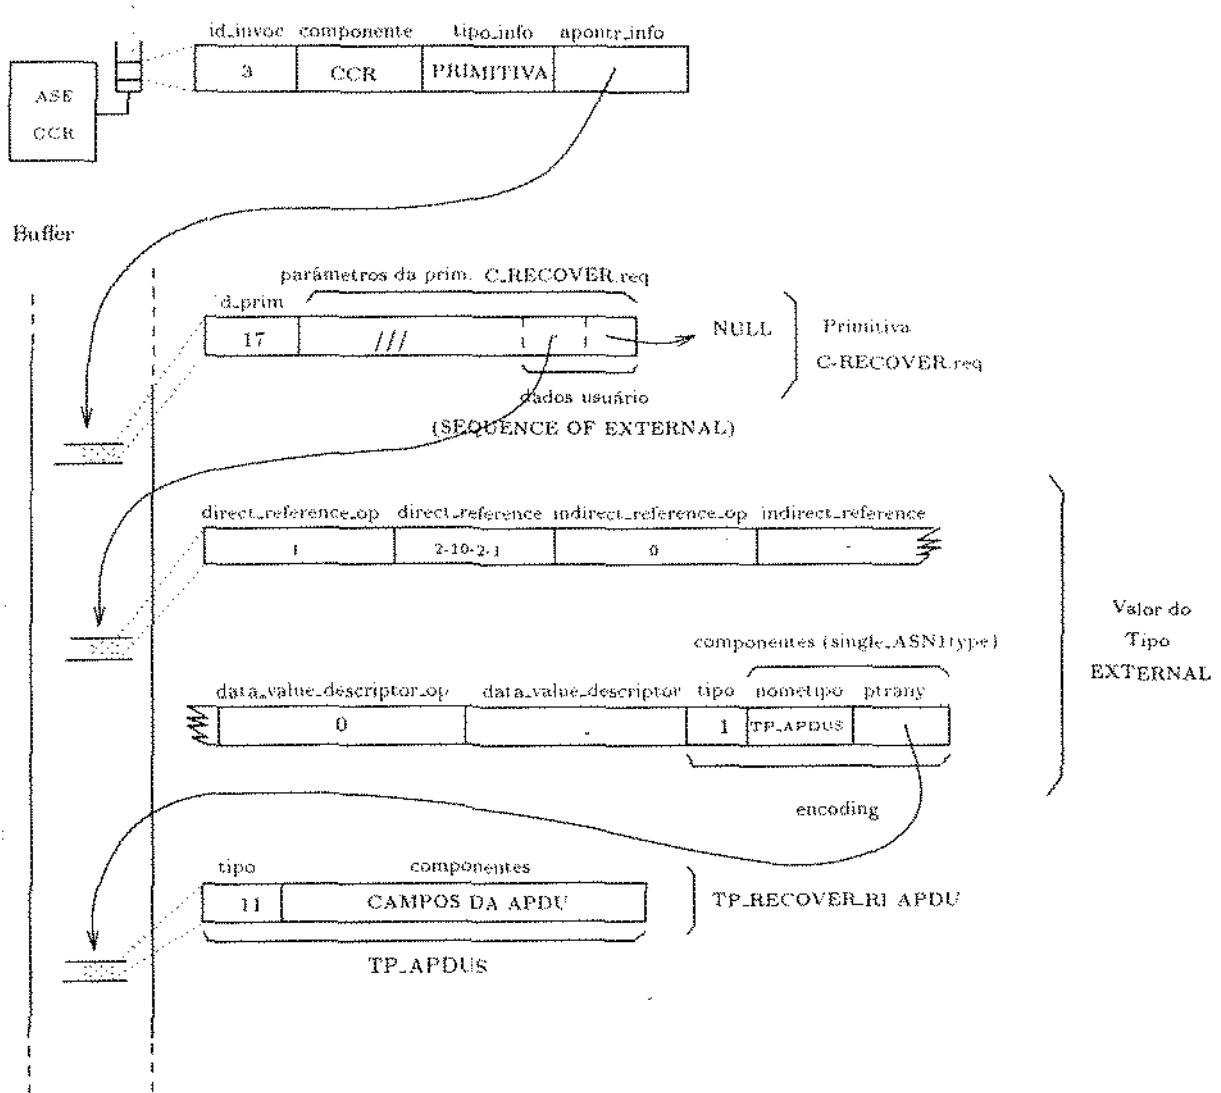 id_invoc componente tipo_info apontr_info
3 CCR PRIMITIVA
ASE
CCR
Buffer
parâmetros da prim. C_RECOVER.req
id_prim
17 ///
NULL
Primitiva
C-RECOVER.req
dados usuário
(SEQUENCE OF EXTERNAL)
direct_reference_op direct_reference indirect_reference_op indirect_reference
1 2-10-2-1 0 -
Valor do
Tipo
EXTERNAL
componentes (single_ASN1type)
data_value_descriptor_op data_value_descriptor tipo nometipo ptrany
0 - 1 TP_APDUS
encoding
tipo componentes
11 CAMPOS DA APDU
TP_RECOVER_RI APDU
TP_APDUS